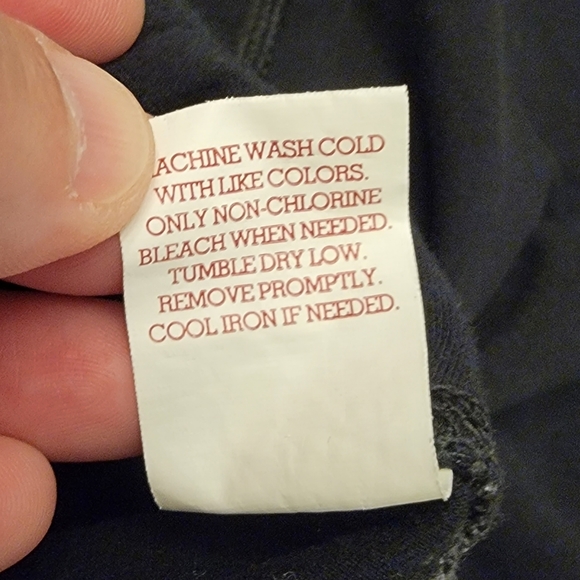 ACHINE WASH COLD
WITH LIKE COLORS.
ONLY NON-CHLORINE
BLEACH WHEN NEEDED.
TUMBLE DRY LOW.
REMOVE PROMPTLY.
COOL IRON IF NEEDED.